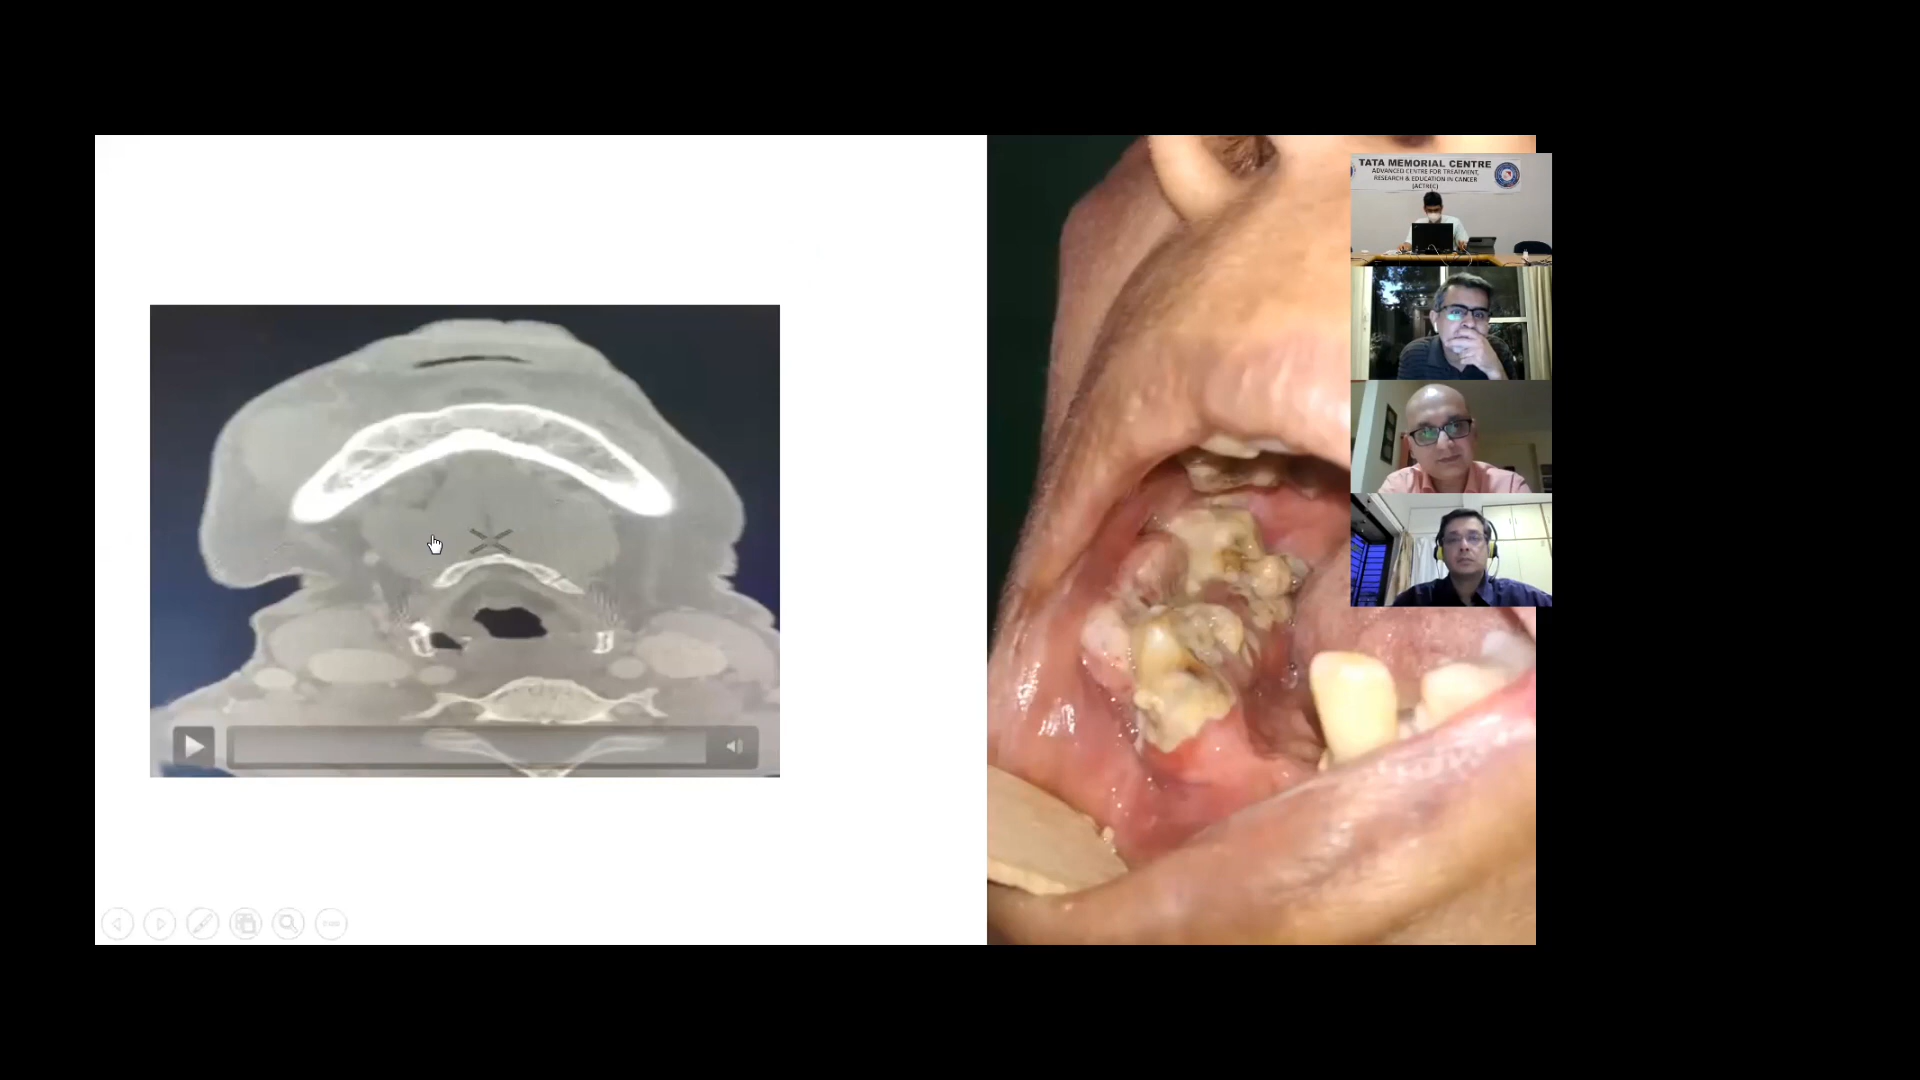 TATA MEMORIAL CENTRE
ADVANCED CENTRE FOR TREATMENT,
RESEARCH & EDUCATION IN CANCER
(ACTREC)